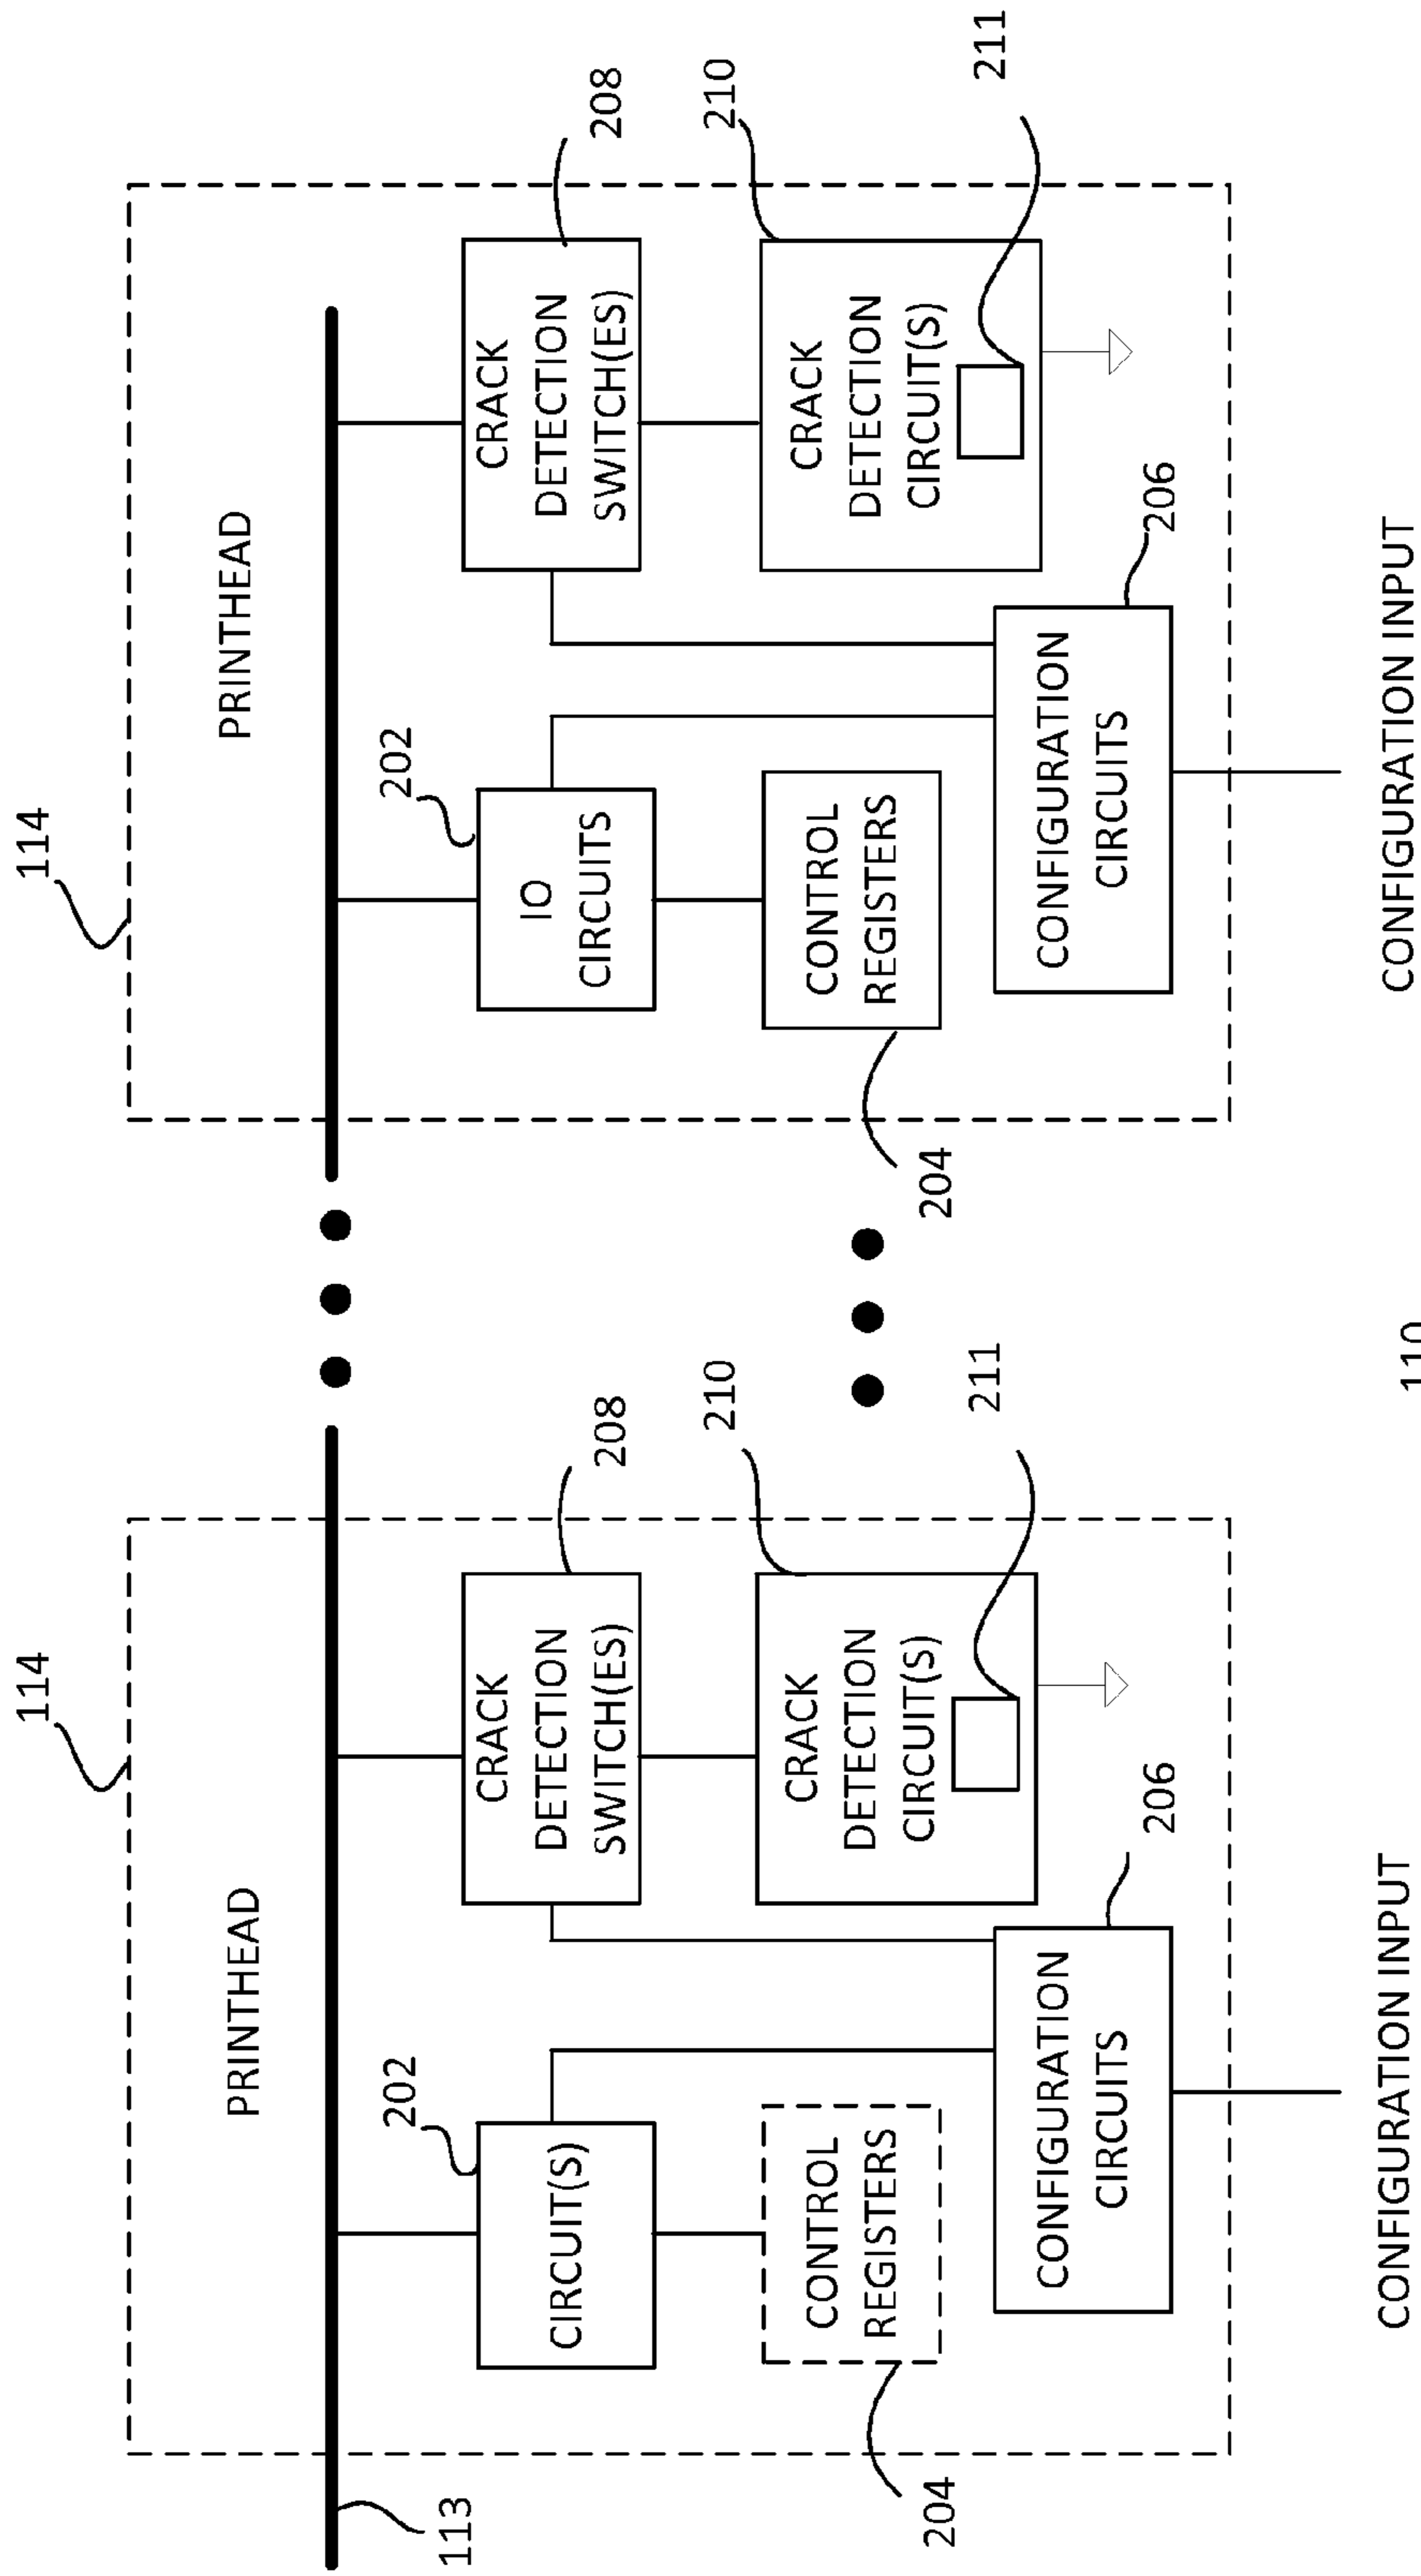 114
PRINTHEAD
113
202
CIRCUIT(S)
204
CONTROL
REGISTERS
208
CRACK
DETECTION
SWITCH(ES)
210
CRACK
DETECTION
CIRCUIT(S)
211
206
CONFIGURATION
CIRCUITS
CONFIGURATION INPUT
114
PRINTHEAD
202
IO
CIRCUITS
204
CONTROL
REGISTERS
208
CRACK
DETECTION
SWITCH(ES)
210
CRACK
DETECTION
CIRCUIT(S)
211
206
CONFIGURATION
CIRCUITS
CONFIGURATION INPUT
110